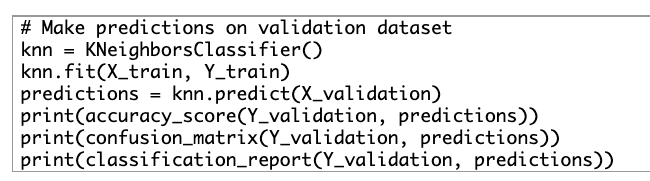 # Make predictions on validation dataset
knn = KNeighborsClassifier()
knn.fit(X_train, Y_train)
predictions = knn.predict(X_validation)
print(accuracy_score(Y_validation, predictions))
print(confusion_matrix(Y_validation, predictions))
print(classification_report(Y_validation, predictions))